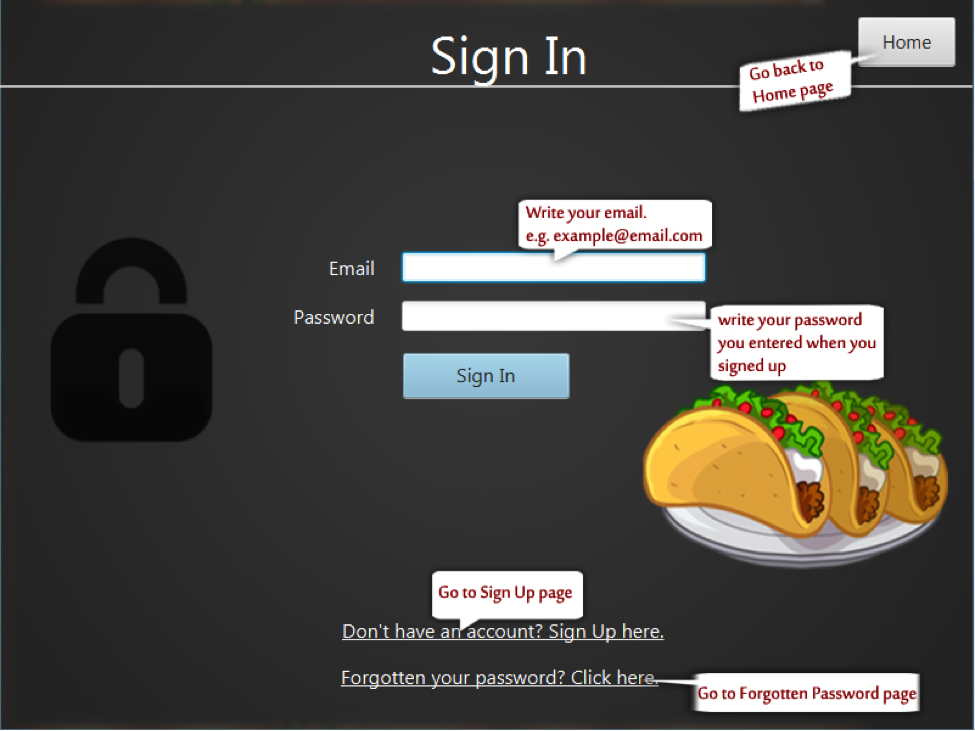 Sign In
Home
Go back to
Home page
Write your email.
e.g. example@email.com
Email
Password
write your password
you entered when you
signed up
Sign In
Go to Sign Up page
Don't have an account? Sign Up here.
Forgotten your password? Click here.
Go to Forgotten Password page